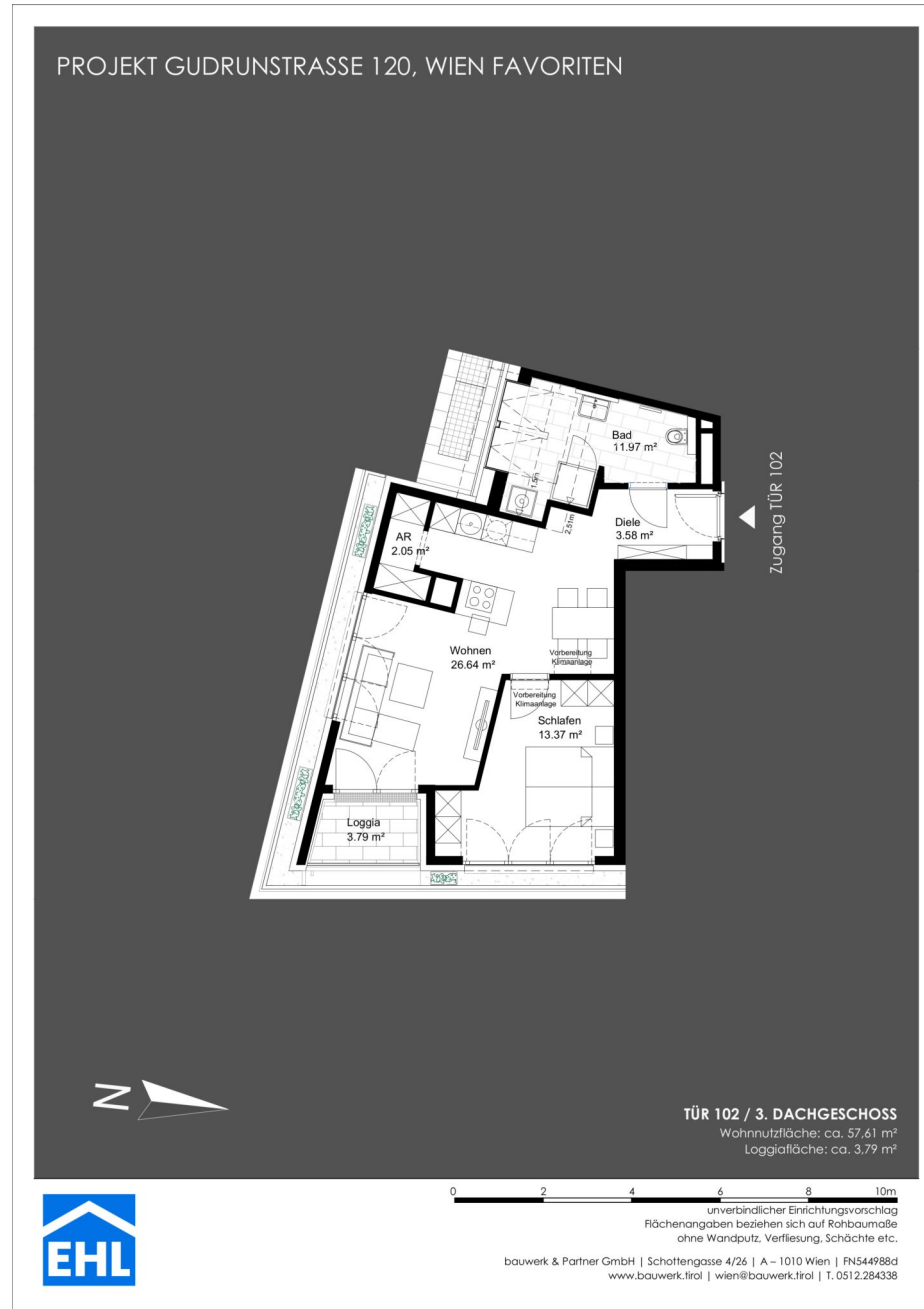 PROJEKT GUDRUNSTRASSE 120, WIEN FAVORITEN
Bad
11.97 m²
1.5m
2.51m
Zugang TÜR 102
Diele
3.58 m²
AR
2.05 m²
Wohnen
26.64 m²
Vorbereitung
Klimaanlage
Vorbereitung
Klimaanlage
Schlafen
13.37 m²
Loggia
3.79 m²
N
TÜR 102 / 3. DACHGESCHOSS
Wohnnutzfläche: ca. 57,61 m²
Loggiafläche: ca. 3,79 m²
0 2 4 6 8 10m
unverbindlicher Einrichtungsvorschlag
Flächenangaben beziehen sich auf Rohbaumaße
ohne Wandputz, Verfliesung, Schächte etc.
EHL
bauwerk & Partner GmbH | Schottengasse 4/26 | A – 1010 Wien | FN544988d
www.bauwerk.tirol | wien@bauwerk.tirol | T. 0512.284338